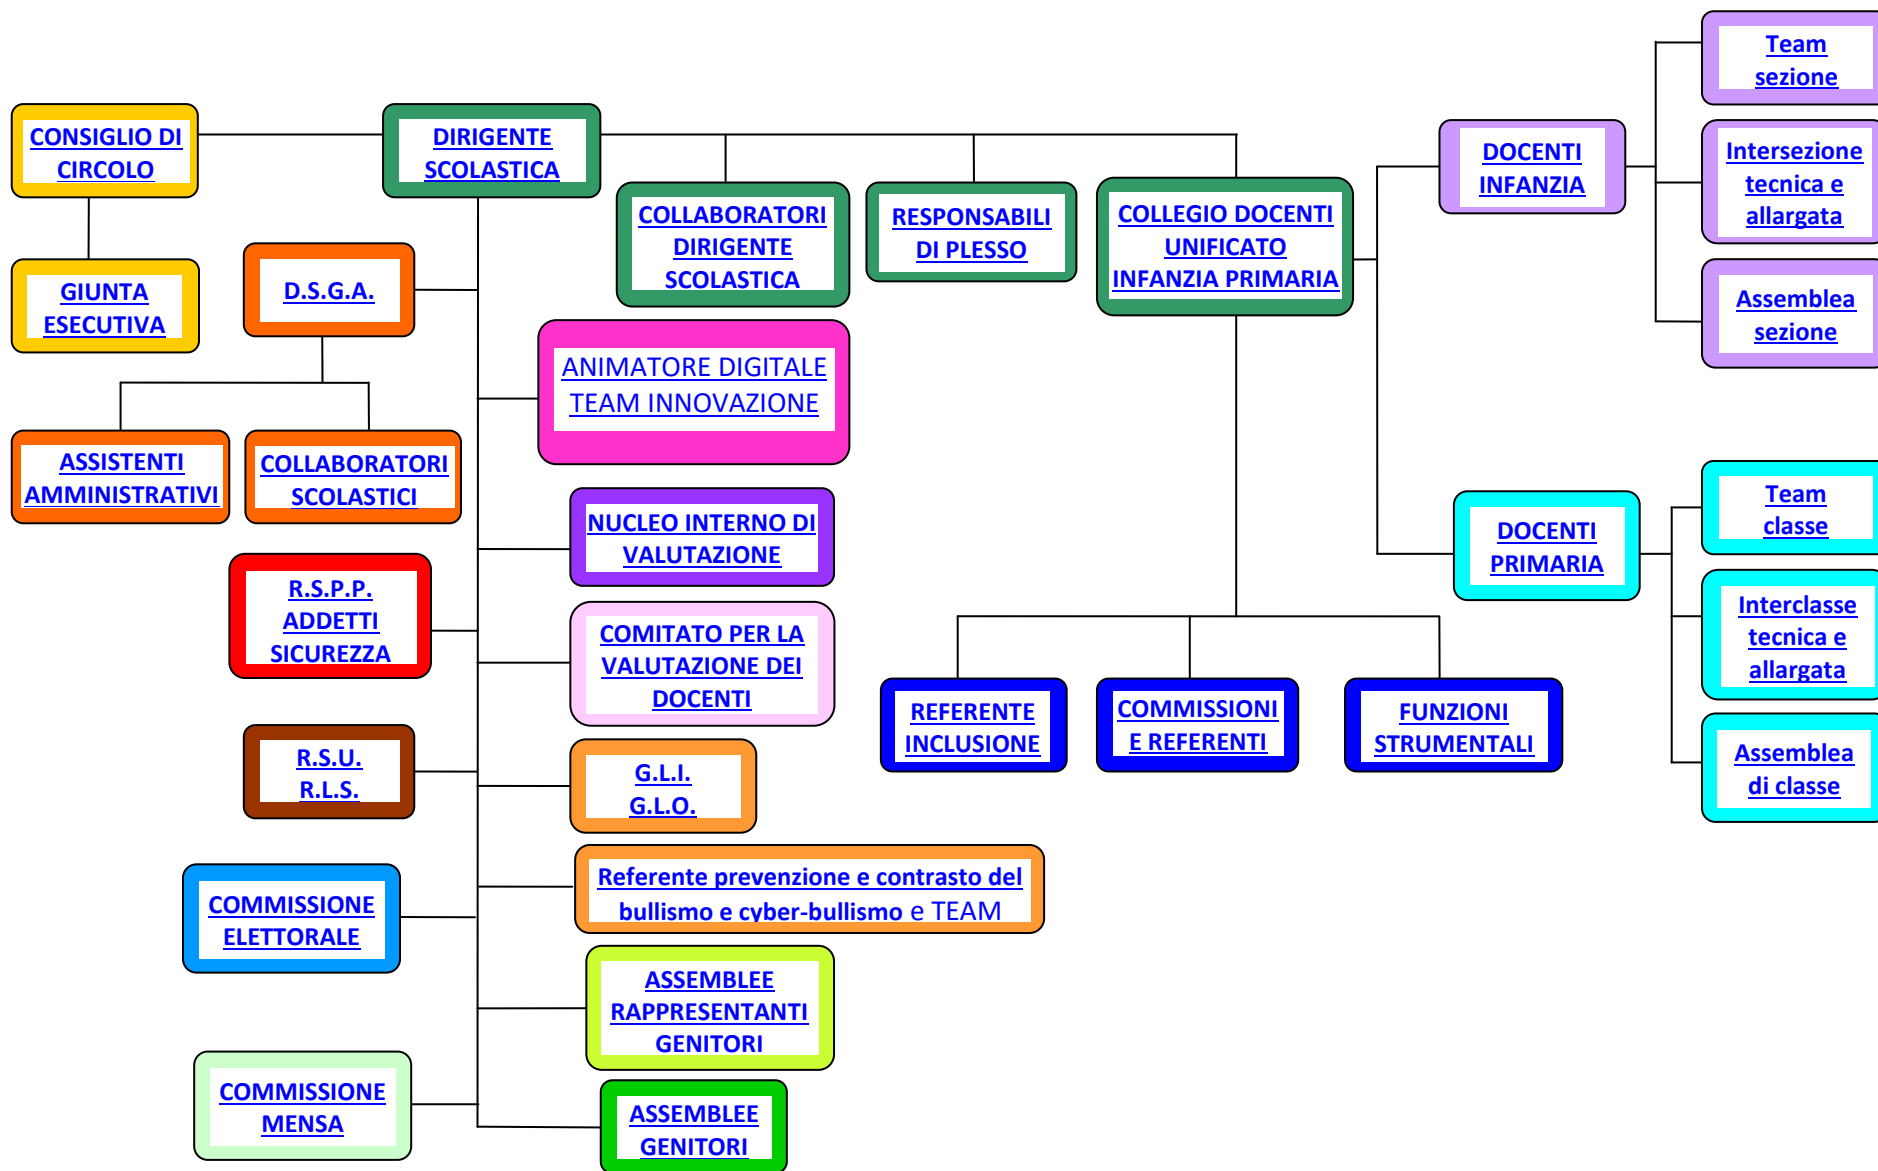 CONSIGLIO DI
CIRCOLO
DIRIGENTE
SCOLASTICA
GIUNTA
ESECUTIVA
D.S.G.A.
ASSISTENTI
AMMINISTRATIVI
COLLABORATORI
SCOLASTICI
COLLABORATORI
DIRIGENTE
SCOLASTICA
RESPONSABILI
DI PLESSO
COLLEGIO DOCENTI
UNIFICATO
INFANZIA PRIMARIA
DOCENTI
INFANZIA
Team
sezione
Intersezione
tecnica e
allargata
Assemblea
sezione
DOCENTI
PRIMARIA
Team
classe
Interclasse
tecnica e
allargata
Assemblea
di classe
REFERENTE
INCLUSIONE
COMMISSIONI
E REFERENTI
FUNZIONI
STRUMENTALI
ANIMATORE DIGITALE
TEAM INNOVAZIONE
NUCLEO INTERNO DI
VALUTAZIONE
R.S.P.P.
ADDETTI
SICUREZZA
COMITATO PER LA
VALUTAZIONE DEI
DOCENTI
R.S.U.
R.L.S.
G.L.I.
G.L.O.
Referente prevenzione e contrasto del
bullismo e cyber-bullismo e TEAM
COMMISSIONE
ELETTORALE
ASSEMBLEE
RAPPRESENTANTI
GENITORI
COMMISSIONE
MENSA
ASSEMBLEE
GENITORI